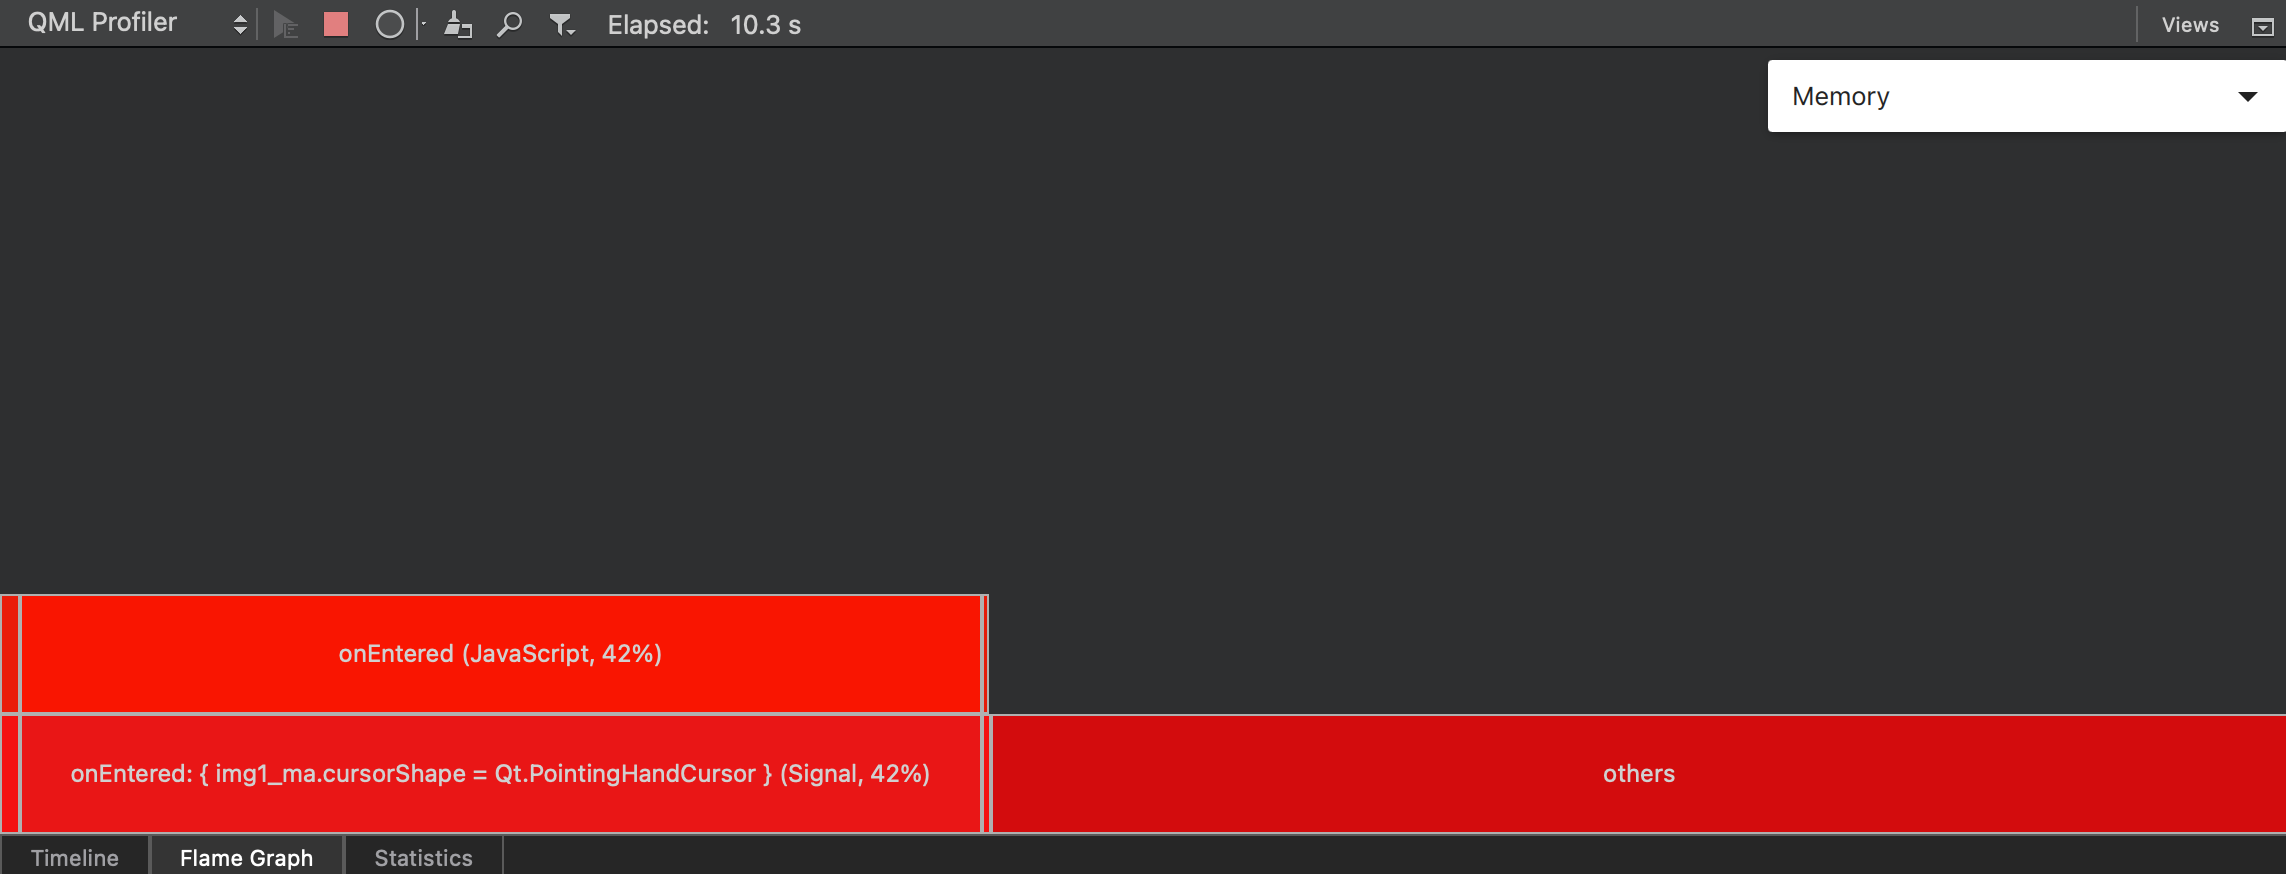 QML Profiler Elapsed: 10.3 s Views
Memory
onEntered (JavaScript, 42%)
onEntered: { img1_ma.cursorShape = Qt.PointingHandCursor } (Signal, 42%) others
Timeline Flame Graph Statistics